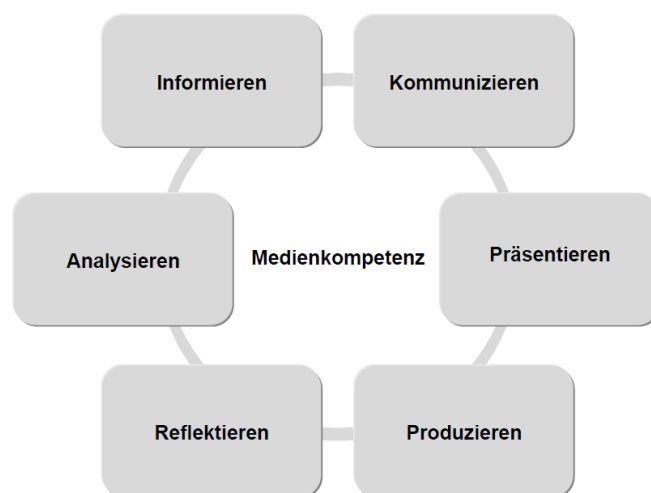 Informieren
Kommunizieren
Analysieren
Medienkompetenz
Präsentieren
Reflektieren
Produzieren